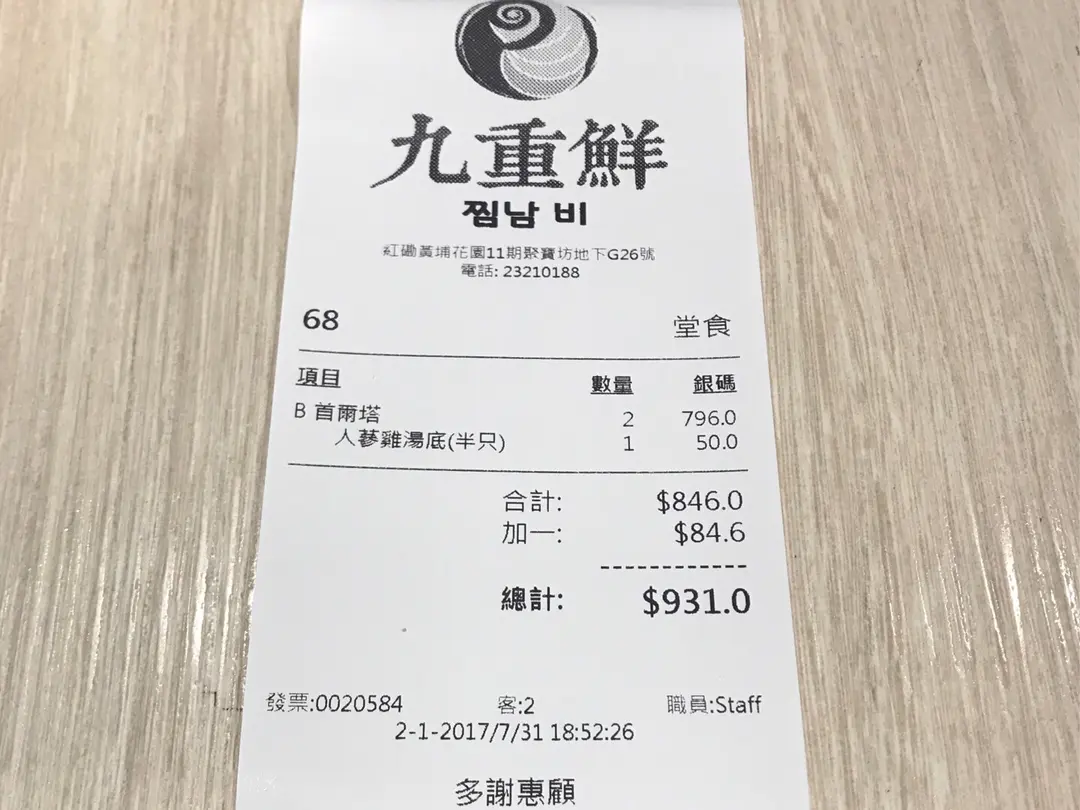 九重鮮
찜남 비
紅磡黃埔花園11期聚寶坊地下G26號
電話: 23210188
68 堂食
項目 數量 銀碼
B 首爾塔 2 796.0
人蔘雞湯底(半只) 1 50.0
合計: $846.0
加一: $84.6
------------
總計: $931.0
發票:0020584 客:2 職員:Staff
2-1-2017/7/31 18:52:26
多謝惠顧